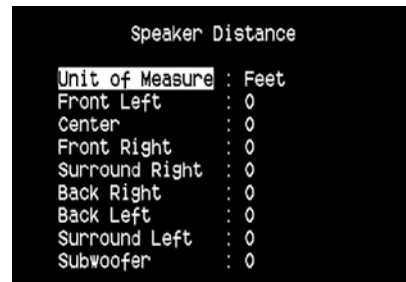 Speaker Distance
Unit of Measure : Feet
Front Left : 0
Center : 0
Front Right : 0
Surround Right : 0
Back Right : 0
Back Left : 0
Surround Left : 0
Subwoofer : 0